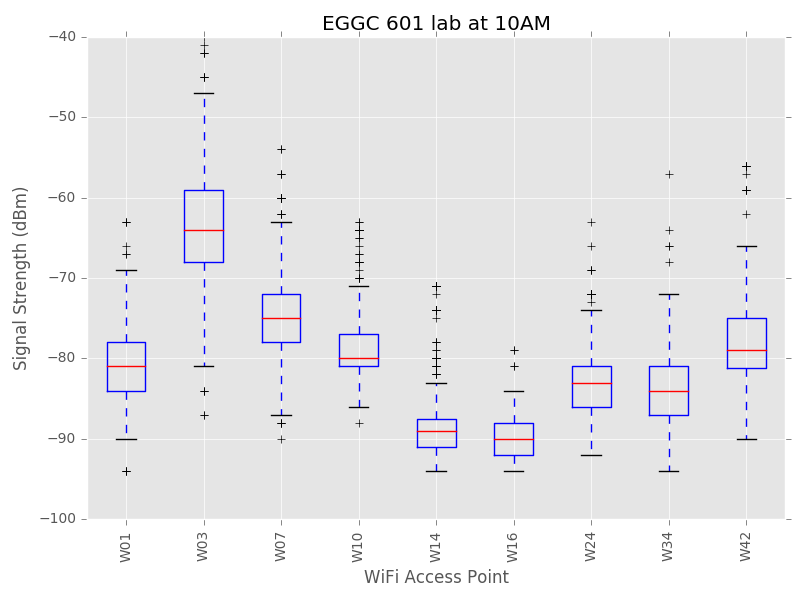 EGGC 601 lab at 10AM
−40
−50
−60
−70
−80
−90
−100
Signal Strength (dBm)
W01 W03 W07 W10 W14 W16 W24 W34 W42
WiFi Access Point